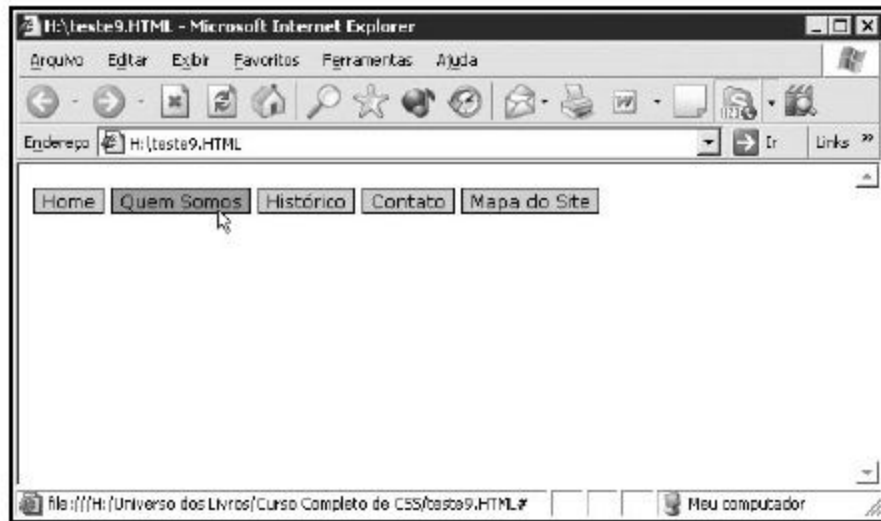 H:\teste9.HTML - Microsoft Internet Explorer
Arquivo Editar Exibir Favoritos Ferramentas Ajuda
Endereço H:\teste9.HTML Ir Links »
Home Quem Somos Histórico Contato Mapa do Site
file:///H:/Universo dos Livros/Curso Completo de CSS/teste9.HTML# Meu computador